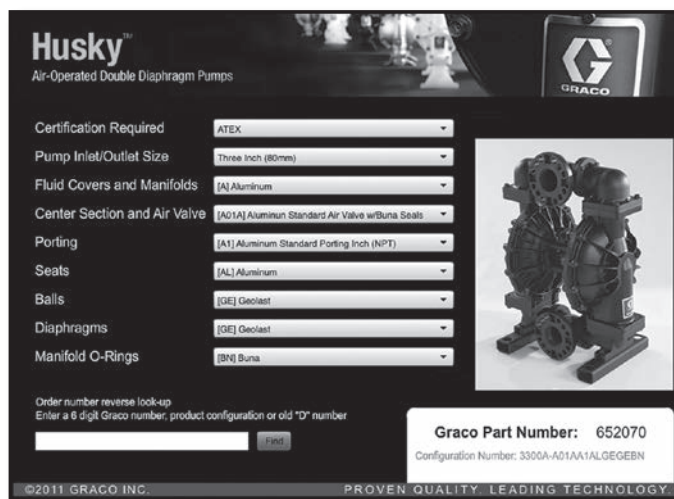 Husky™
Air-Operated Double Diaphragm Pumps
GRACO
Certification Required ATEX
Pump Inlet/Outlet Size Three Inch (80mm)
Fluid Covers and Manifolds [A] Aluminum
Center Section and Air Valve [A01A] Aluminun Standard Air Valve w/Buna Seals
Porting [A1] Aluminum Standard Porting Inch (NPT)
Seats [AL] Aluminum
Balls [GE] Geolast
Diaphragms [GE] Geolast
Manifold O-Rings [BN] Buna
Order number reverse look-up
Enter a 6 digit Graco number, product configuration or old "D" number
Find
Graco Part Number: 652070
Configuration Number: 3300A-A01AA1ALGEGEBN
©2011 GRACO INC. PROVEN QUALITY. LEADING TECHNOLOGY.